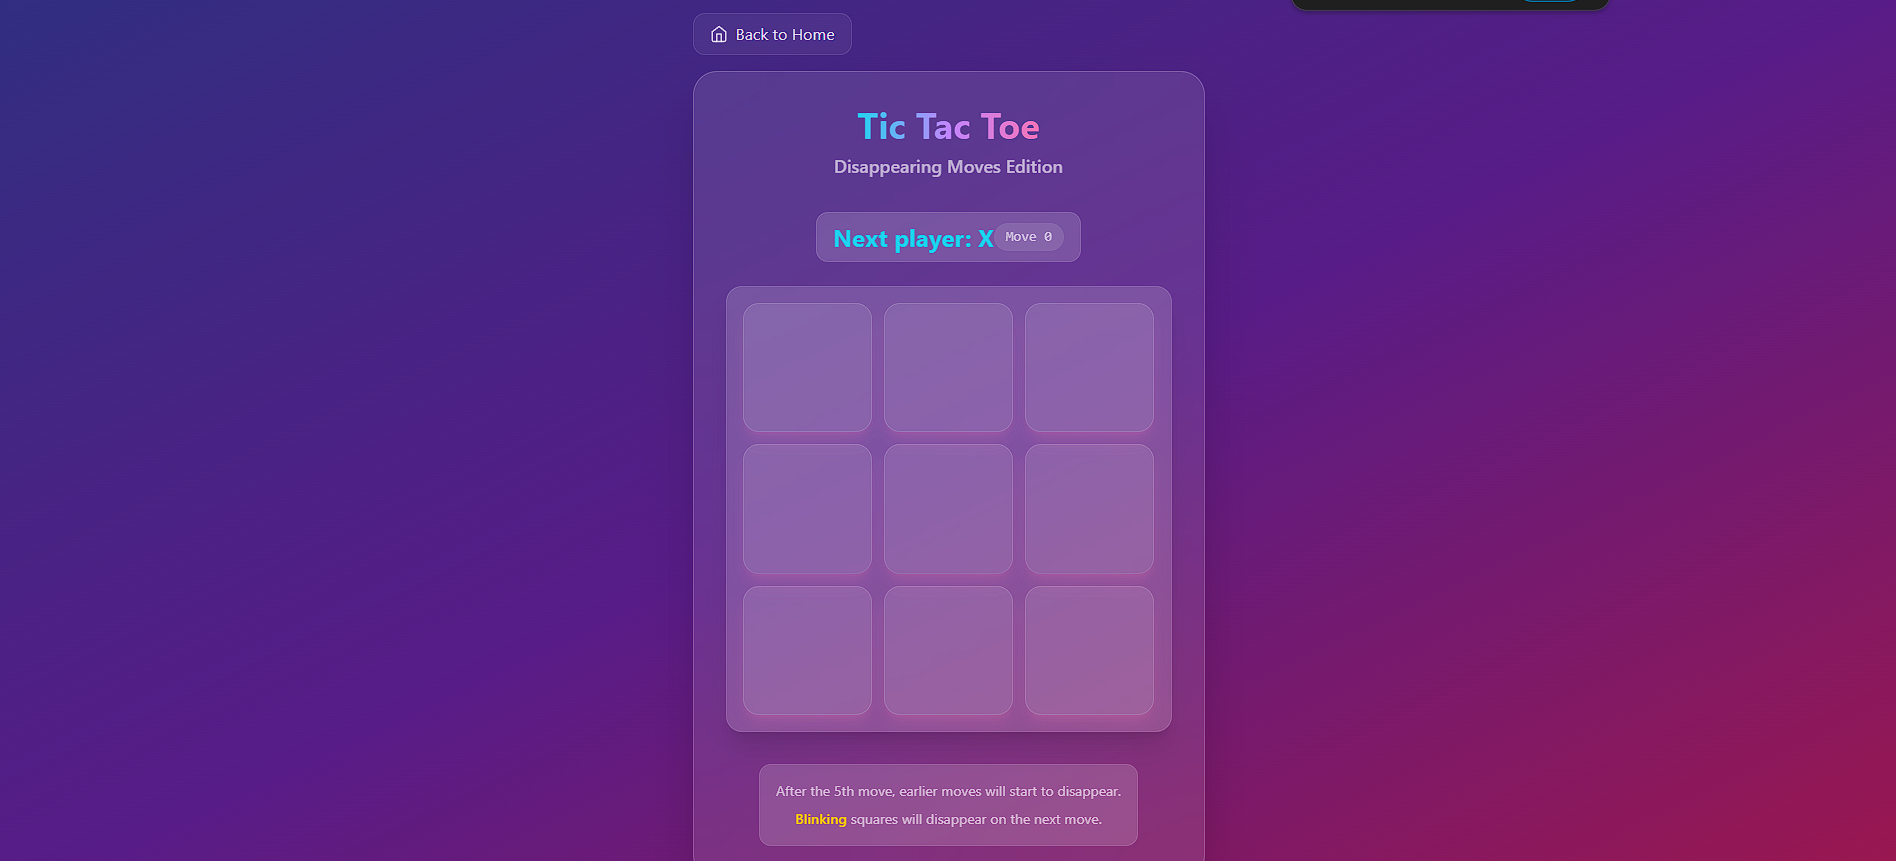 Back to Home
Tic Tac Toe
Disappearing Moves Edition
Next player: X Move 0
After the 5th move, earlier moves will start to disappear.
Blinking squares will disappear on the next move.